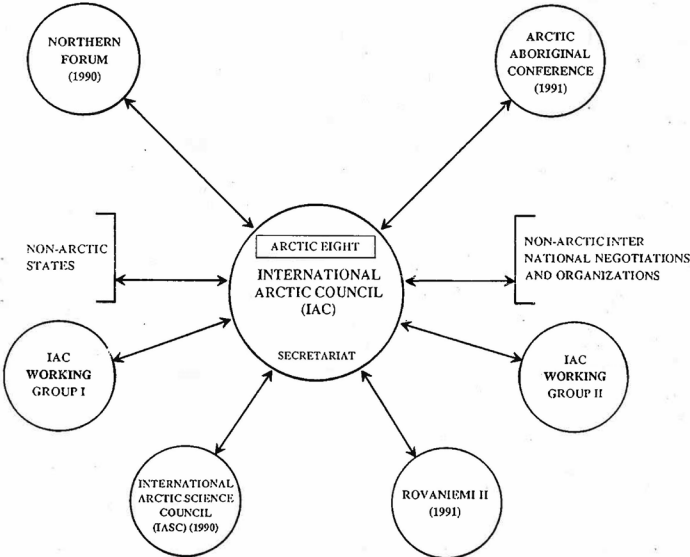 NORTHERN
FORUM
(1990)
ARCTIC
ABORIGINAL
CONFERENCE
(1991)
NON-ARCTIC
STATES
ARCTIC EIGHT
INTERNATIONAL
ARCTIC COUNCIL
(IAC)
SECRETARIAT
NON-ARCTIC INTER
NATIONAL NEGOTIATIONS
AND ORGANIZATIONS
IAC
WORKING
GROUP I
IAC
WORKING
GROUP II
INTERNATIONAL
ARCTIC SCIENCE
COUNCIL
(IASC) (1990)
ROVANIEMI II
(1991)